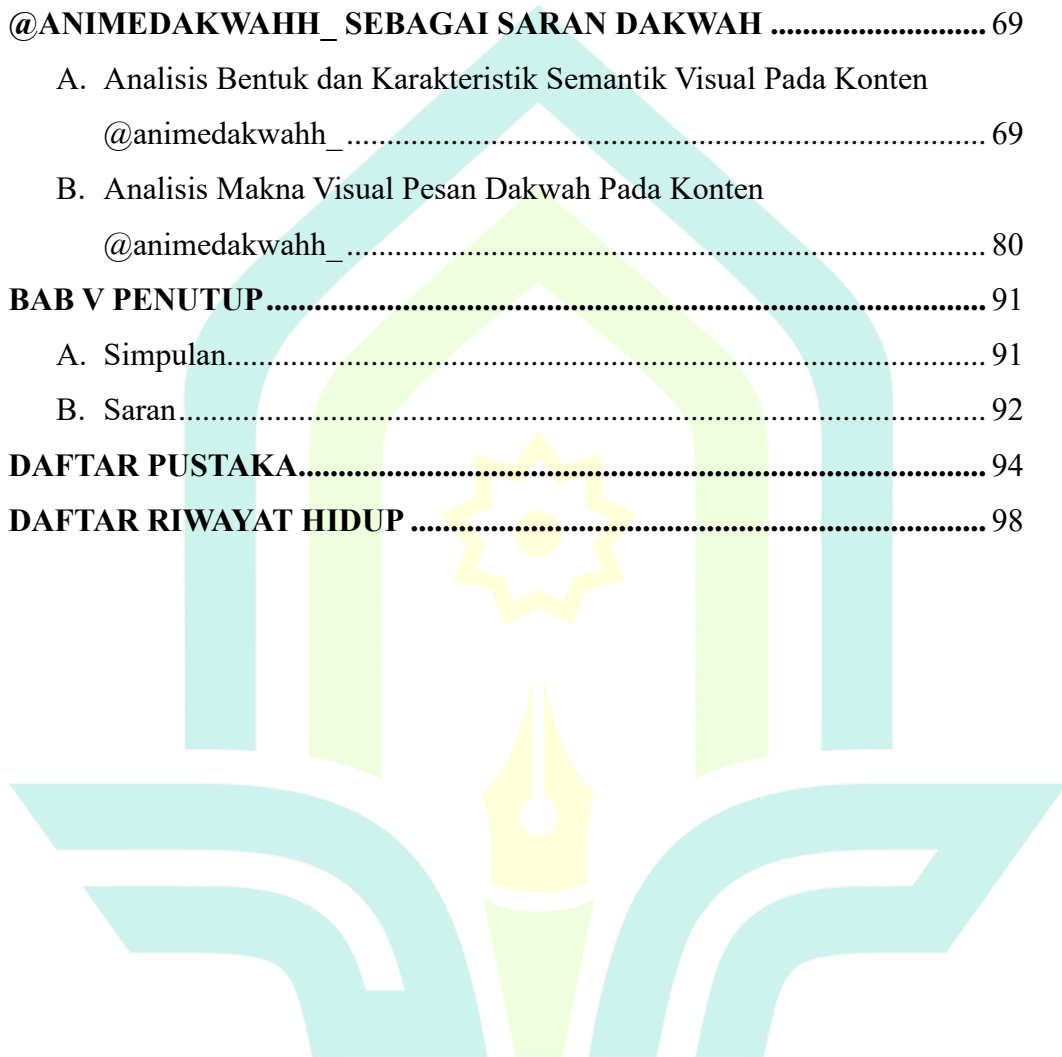 @ANIMEDAKWAHH_ SEBAGAI SARAN DAKWAH ........................... 69
A. Analisis Bentuk dan Karakteristik Semantik Visual Pada Konten
@animedakwahh_ ................................................................................. 69
B. Analisis Makna Visual Pesan Dakwah Pada Konten
@animedakwahh_ ................................................................................. 80
BAB V PENUTUP........................................................................................... 91
A. Simpulan................................................................................................ 91
B. Saran...................................................................................................... 92
DAFTAR PUSTAKA....................................................................................... 94
DAFTAR RIWAYAT HIDUP ......................................................................... 98